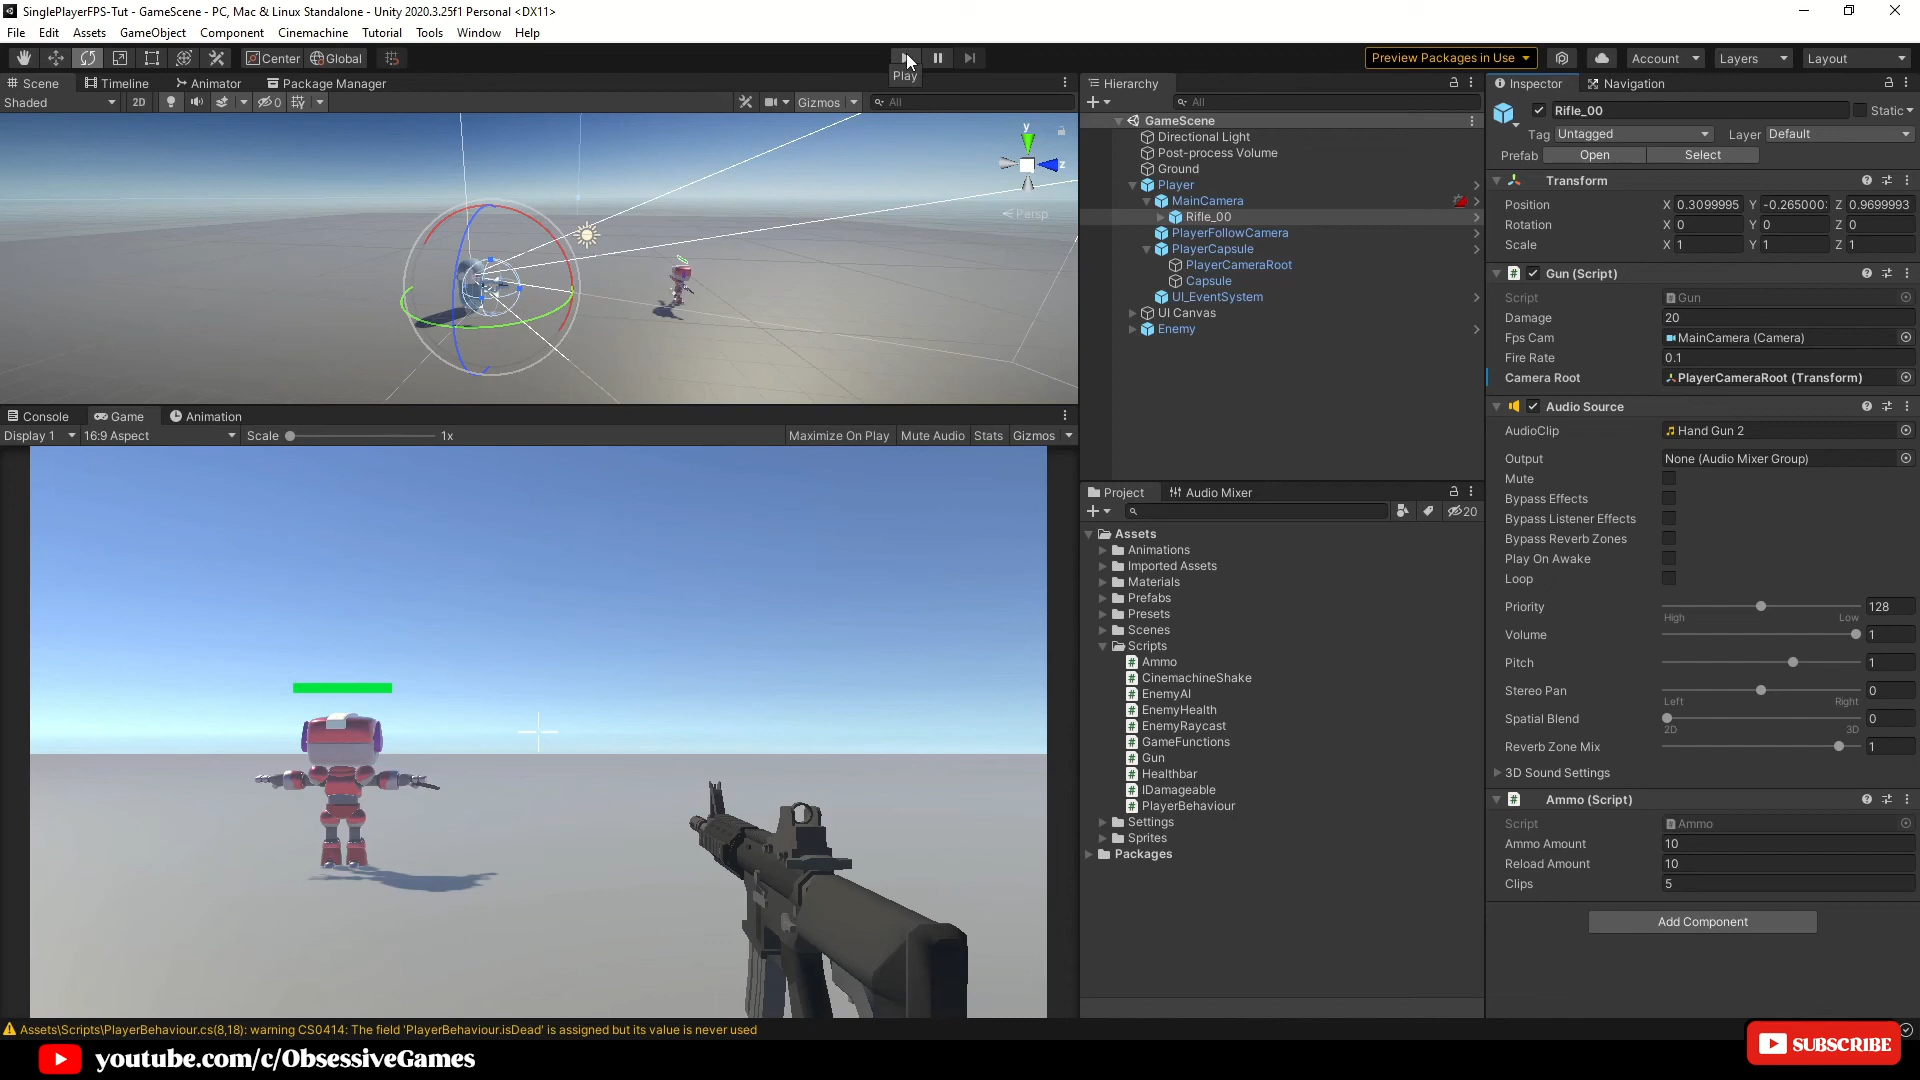 SinglePlayerFPS-Tut - GameScene - PC, Mac & Linux Standalone - Unity 2020.3.25f1 Personal <DX11>
File Edit Assets GameObject Component Cinemachine Tutorial Tools Window Help
Center Global Preview Packages in Use Account Layers Layout
Play
Scene Timeline Animator Package Manager
Shaded 2D 0 Gizmos All
y
z
Persp
Console Game Animation
Display 1 16:9 Aspect Scale 1x Maximize On Play Mute Audio Stats Gizmos
Hierarchy
All
GameScene
Directional Light
Post-process Volume
Ground
Player
MainCamera
Rifle_00
PlayerFollowCamera
PlayerCapsule
PlayerCameraRoot
Capsule
UI_EventSystem
UI Canvas
Enemy
Project Audio Mixer
20
Assets
Animations
Imported Assets
Materials
Prefabs
Presets
Scenes
Scripts
Ammo
CinemachineShake
EnemyAI
EnemyHealth
EnemyRaycast
GameFunctions
Gun
Healthbar
IDamageable
PlayerBehaviour
Settings
Sprites
Packages
Inspector Navigation
Rifle_00 Static
Tag Untagged Layer Default
Prefab Open Select
Transform
Position X 0.3099995 Y -0.2650003 Z 0.9699993
Rotation X 0 Y 0 Z 0
Scale X 1 Y 1 Z 1
Gun (Script)
Script Gun
Damage 20
Fps Cam MainCamera (Camera)
Fire Rate 0.1
Camera Root PlayerCameraRoot (Transform)
Audio Source
AudioClip Hand Gun 2
Output None (Audio Mixer Group)
Mute
Bypass Effects
Bypass Listener Effects
Bypass Reverb Zones
Play On Awake
Loop
Priority 128
High Low
Volume 1
Pitch 1
Stereo Pan 0
Left Right
Spatial Blend 0
2D 3D
Reverb Zone Mix 1
3D Sound Settings
Ammo (Script)
Script Ammo
Ammo Amount 10
Reload Amount 10
Clips 5
Add Component
Assets\Scripts\PlayerBehaviour.cs(8,18): warning CS0414: The field 'PlayerBehaviour.isDead' is assigned but its value is never used
youtube.com/c/ObsessiveGames
SUBSCRIBE